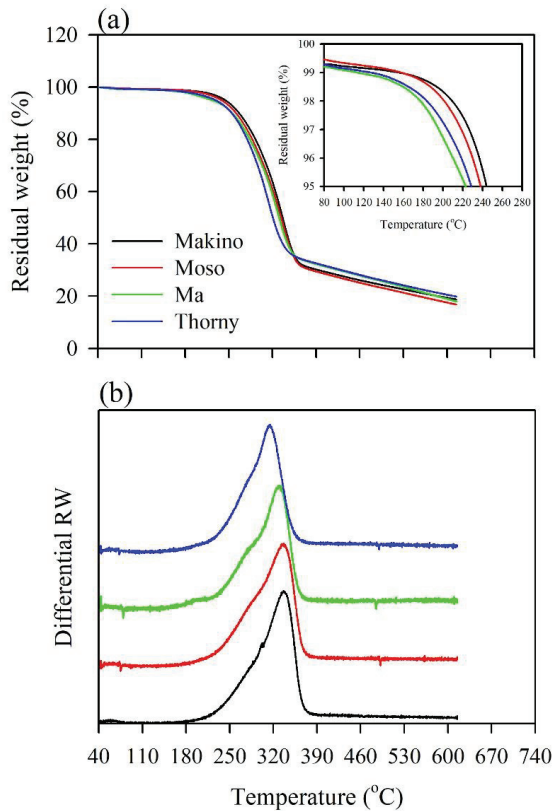 (a)
120
100
80
60
40
20
0
Residual weight (%)
Makino
Moso
Ma
Thorny
100
99
98
97
96
95
Residual weight (%)
80 100 120 140 160 180 200 220 240 260 280
Temperature (°C)
(b)
Differential RW
40 110 180 250 320 390 460 530 600 670 740
Temperature (°C)